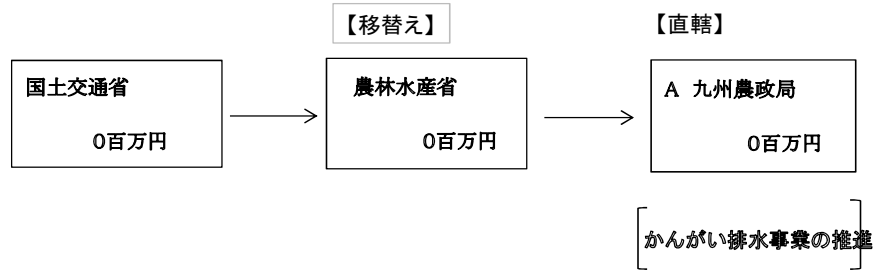 【移替え】
【直轄】
国土交通省
0百万円
農林水産省
0百万円
A 九州農政局
0百万円
かんがい排水事業の推進